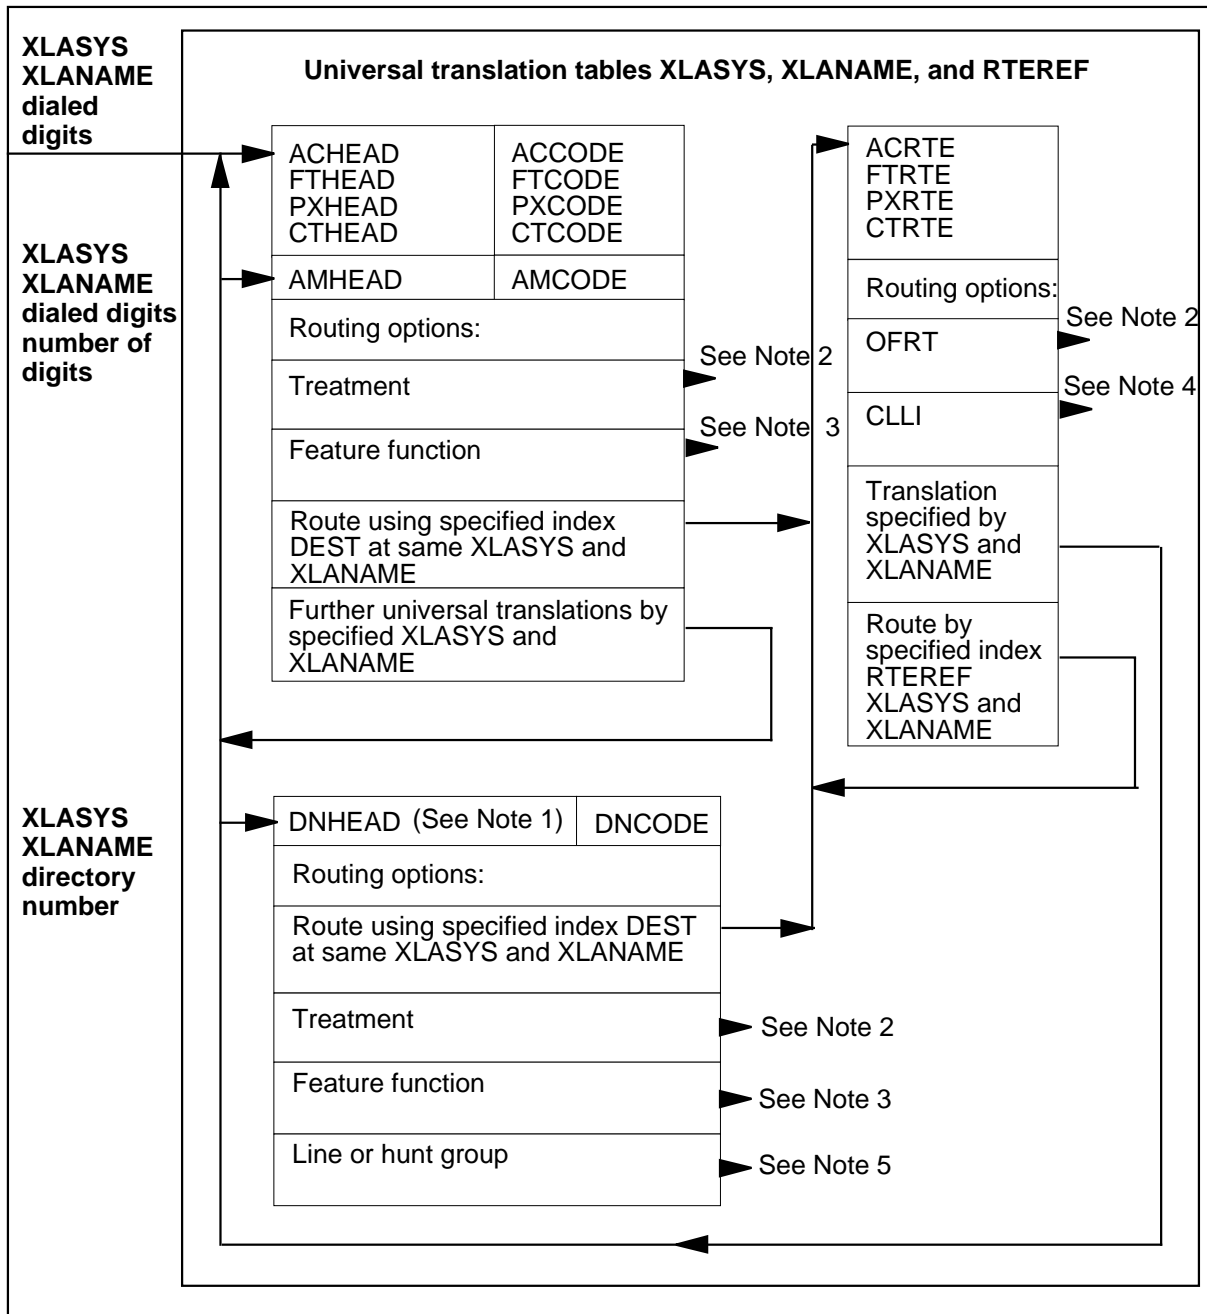 XLASYS
XLANAME
dialed
digits
Universal translation tables XLASYS, XLANAME, and RTEREF
ACHEAD
FTHEAD
PXHEAD
CTHEAD
ACCODE
FTCODE
PXCODE
CTCODE
XLASYS
XLANAME
dialed digits
number of
digits
AMHEAD
AMCODE
Routing options:
Treatment
See Note 2
Feature function
See Note 3
Route using specified index
DEST at same XLASYS and
XLANAME
Further universal translations by
specified XLASYS and
XLANAME
ACRTE
FTRTE
PXRTE
CTRTE
Routing options:
OFRT
See Note 2
CLLI
See Note 4
Translation
specified by
XLASYS and
XLANAME
Route by
specified index
RTEREF
XLASYS and
XLANAME
XLASYS
XLANAME
directory
number
DNHEAD (See Note 1)
DNCODE
Routing options:
Route using specified index DEST
at same XLASYS and XLANAME
Treatment
See Note 2
Feature function
See Note 3
Line or hunt group
See Note 5